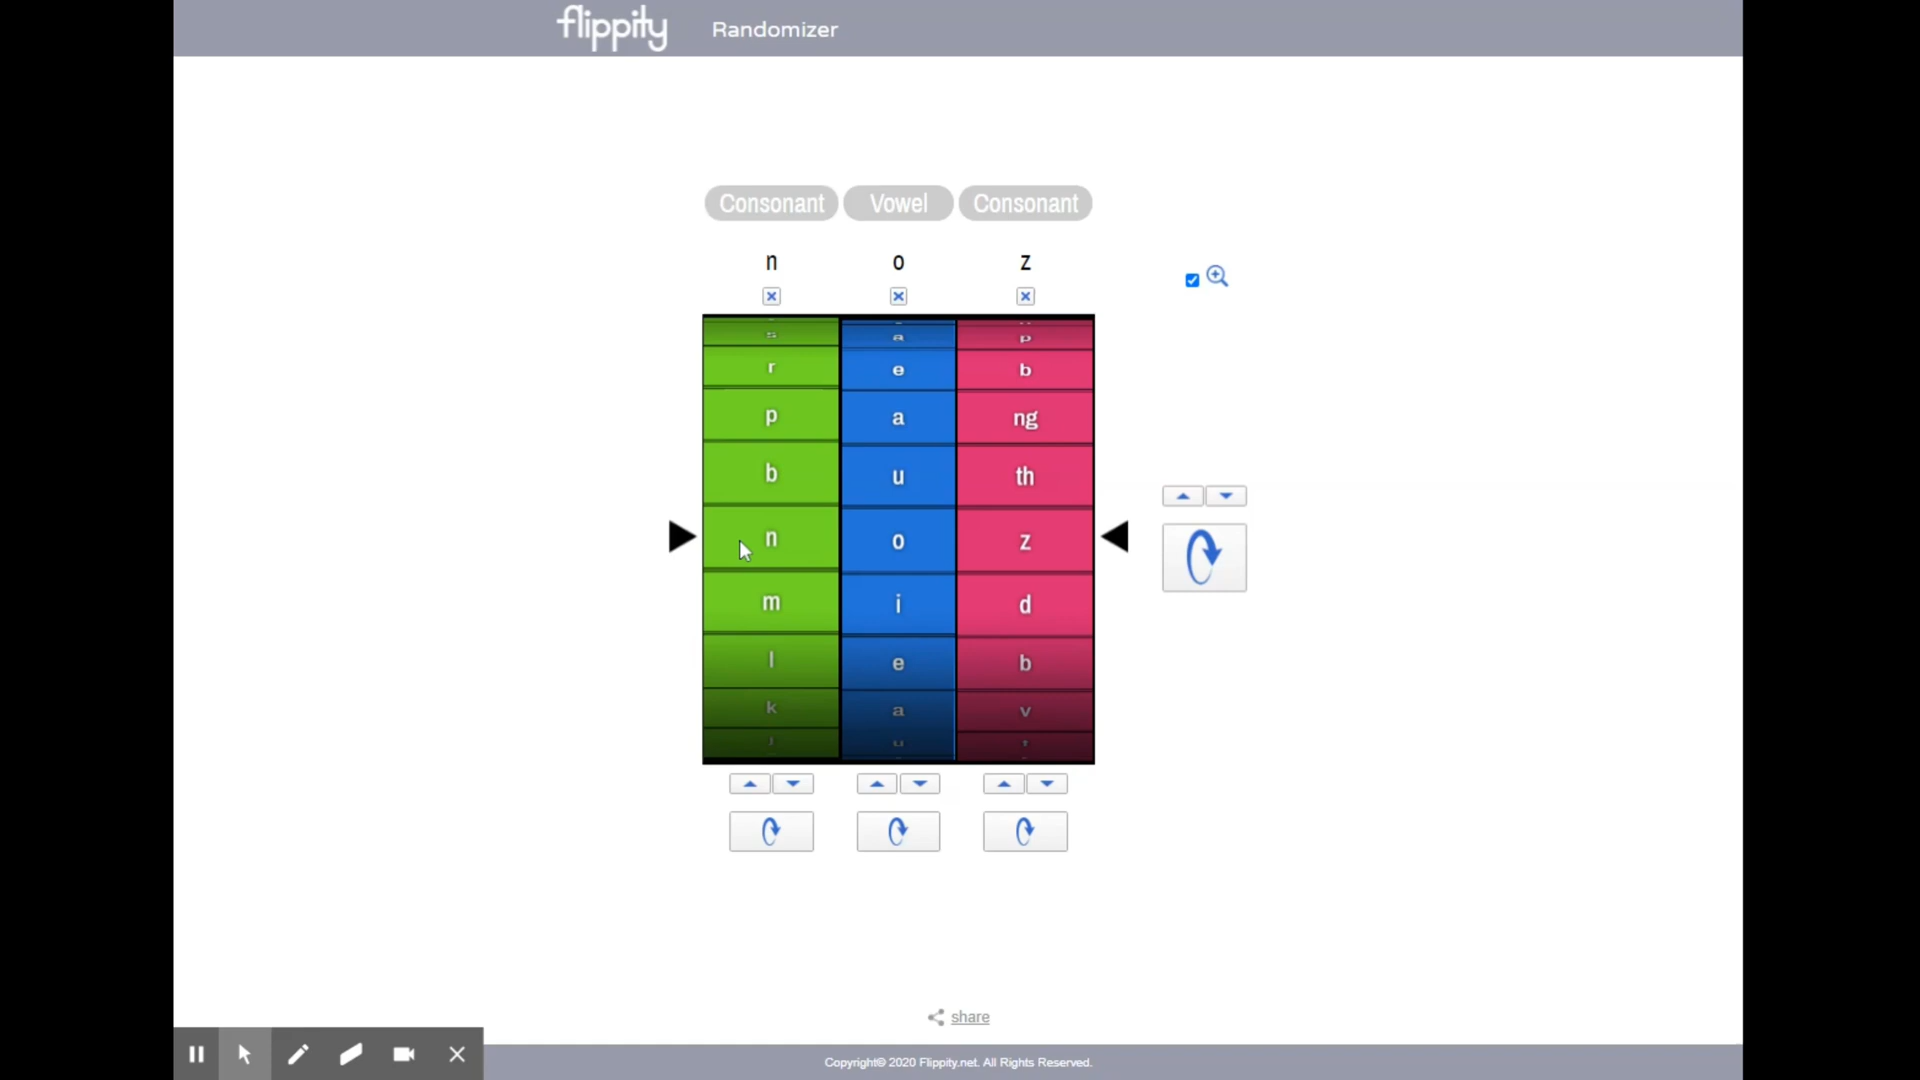 flippity Randomizer
Consonant Vowel Consonant
n o z
s a p
r e b
p a ng
b u th
n o z
m i d
l e b
k a v
j u f
share
Copyright© 2020 Flippity.net. All Rights Reserved.